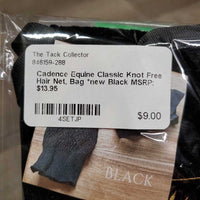 The Tack Collector
848159-288
Cadence Equine Classic Knot Free
Hair Net, Bag *new Black MSRP:
$13.95
4SETJP
$9.00
BLACK